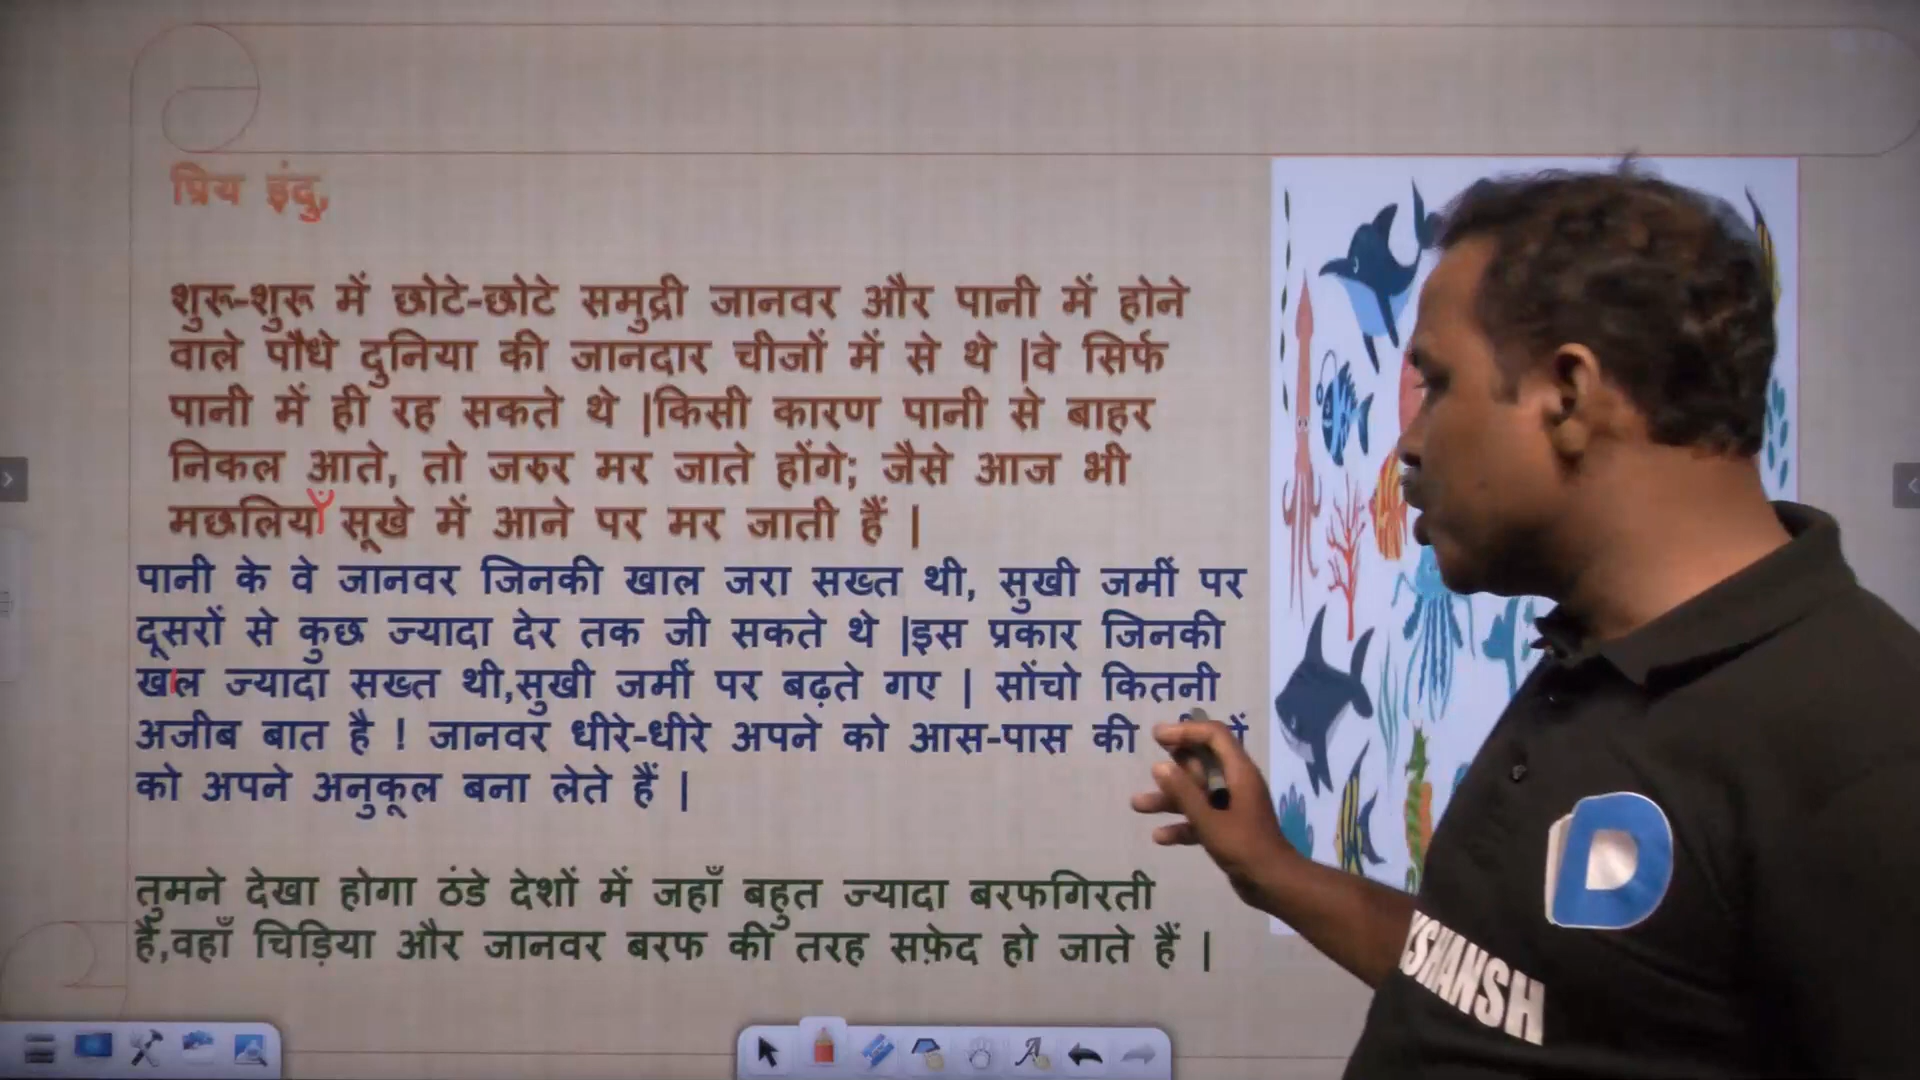 प्रिय इंदु,
शुरू-शुरू में छोटे-छोटे समुद्री जानवर और पानी में होने
वाले पौधे दुनिया की जानदार चीजों में से थे |वे सिर्फ
पानी में ही रह सकते थे |किसी कारण पानी से बाहर
निकल आते, तो जरुर मर जाते होंगे; जैसे आज भी
मछलियाँ सूखे में आने पर मर जाती हैं |
पानी के वे जानवर जिनकी खाल जरा सख्त थी, सुखी जमीं पर
दूसरों से कुछ ज्यादा देर तक जी सकते थे |इस प्रकार जिनकी
खाल ज्यादा सख्त थी,सुखी जमीं पर बढ़ते गए | सोंचो कितनी
अजीब बात है ! जानवर धीरे-धीरे अपने को आस-पास की
को अपने अनुकूल बना लेते हैं |
तुमने देखा होगा ठंडे देशों में जहाँ बहुत ज्यादा बरफगिरती
हैं,वहाँ चिड़िया और जानवर बरफ की तरह सफ़ेद हो जाते हैं |
D